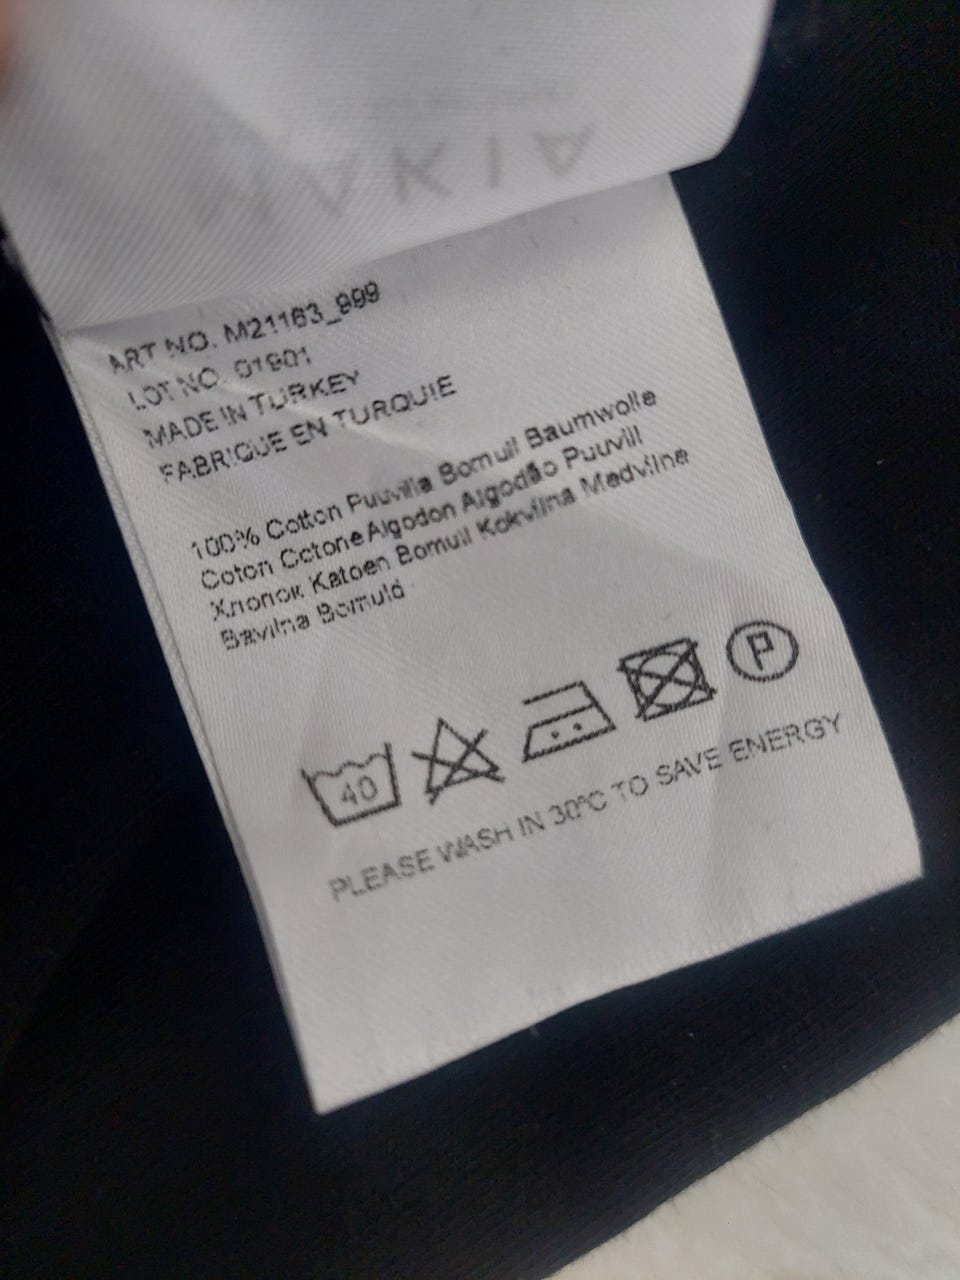 ART NO. M21163_999
LOT NO. 01901
MADE IN TURKEY
FABRIQUE EN TURQUIE
100% Cotton Puuvilla Bomull Baumwolle
Coton Cotone Algodon Algodão Puuvill
Хлопок Katoen Bomull Kokvilna Medvilne
Bavlna Bomuld
40
P
PLEASE WASH IN 30°C TO SAVE ENERGY